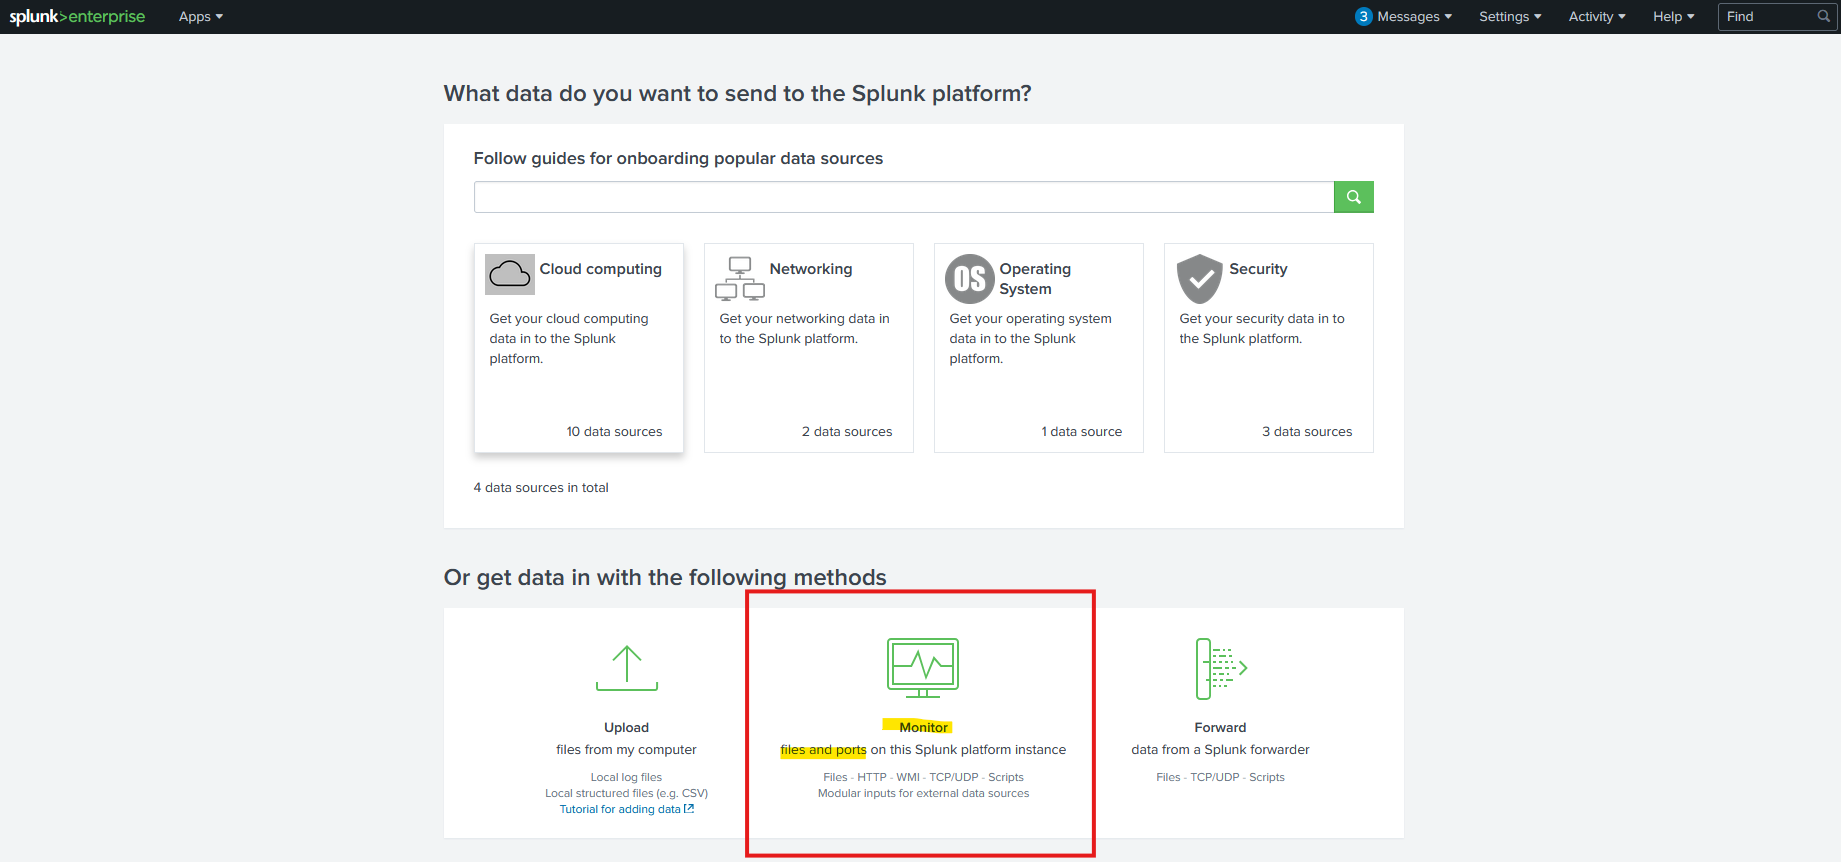 splunk>enterprise Apps 3 Messages Settings Activity Help Find
What data do you want to send to the Splunk platform?
Follow guides for onboarding popular data sources
Cloud computing
Get your cloud computing
data in to the Splunk
platform.
10 data sources
Networking
Get your networking data in
to the Splunk platform.
2 data sources
OS
Operating
System
Get your operating system
data in to the Splunk
platform.
1 data source
Security
Get your security data in to
the Splunk platform.
3 data sources
4 data sources in total
Or get data in with the following methods
Upload
files from my computer
Local log files
Local structured files (e.g. CSV)
Tutorial for adding data
Monitor
files and ports on this Splunk platform instance
Files - HTTP - WMI - TCP/UDP - Scripts
Modular inputs for external data sources
Forward
data from a Splunk forwarder
Files - TCP/UDP - Scripts